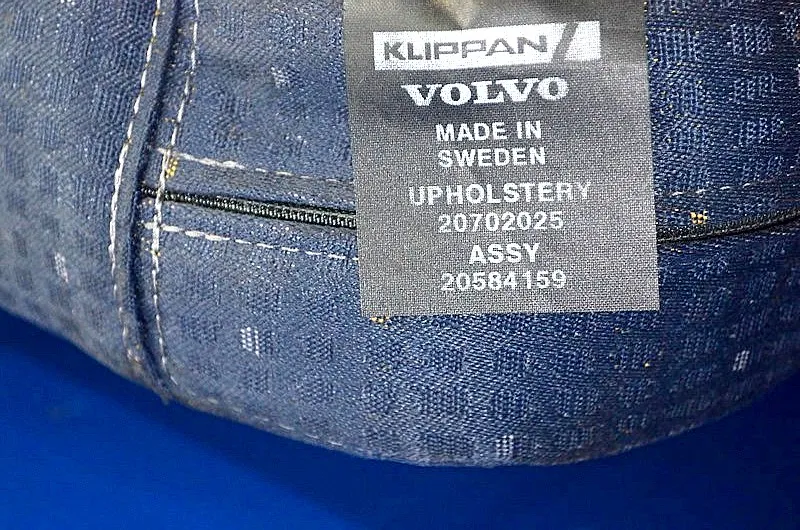 KLIPPAN
VOLVO
MADE IN
SWEDEN
UPHOLSTERY
20702025
ASSY
20584159